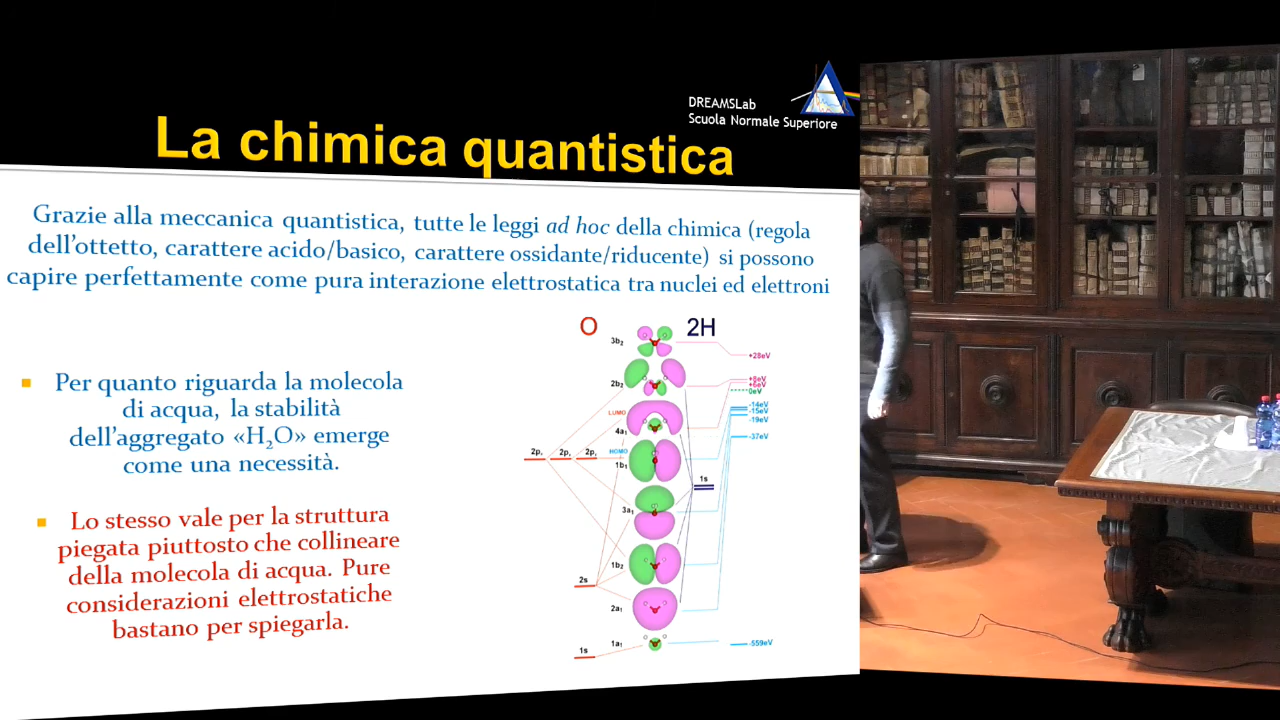 DREAMSLab
Scuola Normale Superiore
La chimica quantistica
Grazie alla meccanica quantistica, tutte le leggi ad hoc della chimica (regola
dell'ottetto, carattere acido/basico, carattere ossidante/riducente) si possono
capire perfettamente come pura interazione elettrostatica tra nuclei ed elettroni
Per quanto riguarda la molecola
di acqua, la stabilità
dell'aggregato «H₂O» emerge
come una necessità.
Lo stesso vale per la struttura
piegata piuttosto che collineare
della molecola di acqua. Pure
considerazioni elettrostatiche
bastano per spiegarla.
O 2H
3b₂
+28eV
2b₂
+8eV
+6eV
0eV
LUMO
4a₁
-14eV
-15eV
-19eV
-37eV
HOMO
1b₁
2p 2p 2p
1s
3a₁
1b₂
2s
2a₁
1a₁
-559eV
1s